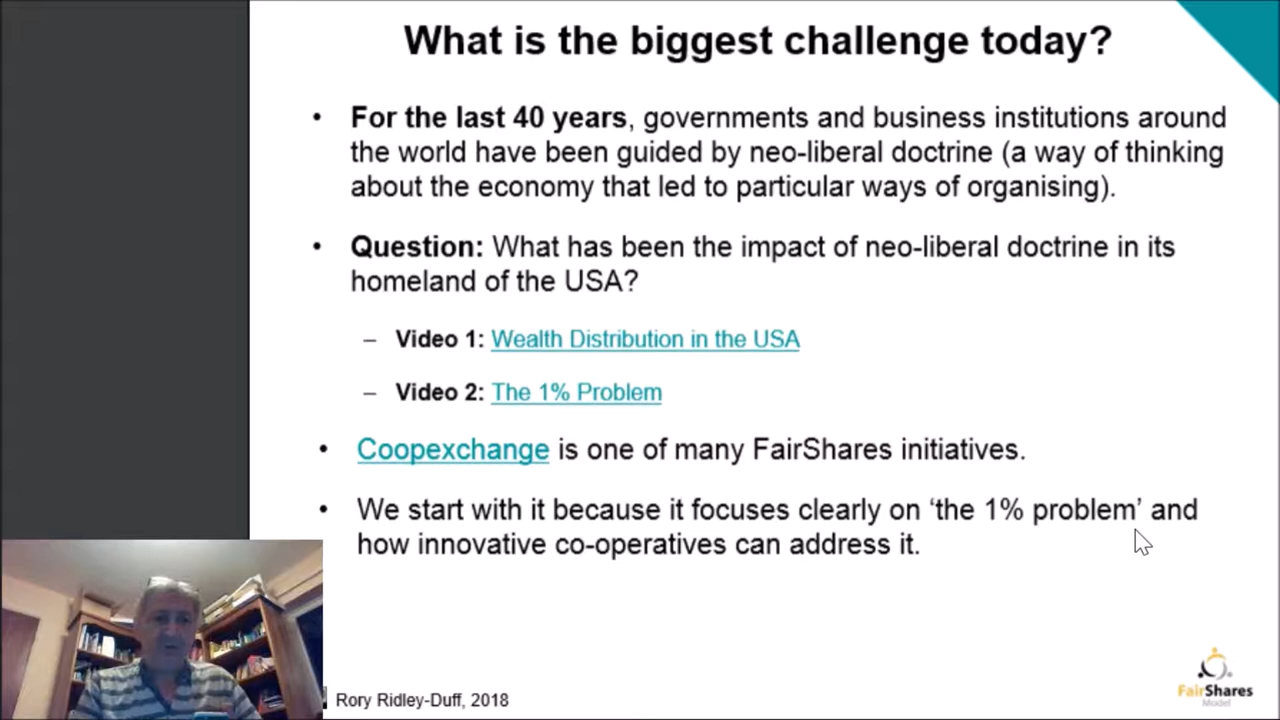 What is the biggest challenge today?
• For the last 40 years, governments and business institutions around
the world have been guided by neo-liberal doctrine (a way of thinking
about the economy that led to particular ways of organising).
• Question: What has been the impact of neo-liberal doctrine in its
homeland of the USA?
– Video 1: Wealth Distribution in the USA
– Video 2: The 1% Problem
• Coopexchange is one of many FairShares initiatives.
• We start with it because it focuses clearly on ‘the 1% problem’ and
how innovative co-operatives can address it.
Rory Ridley-Duff, 2018
FairShares
Model